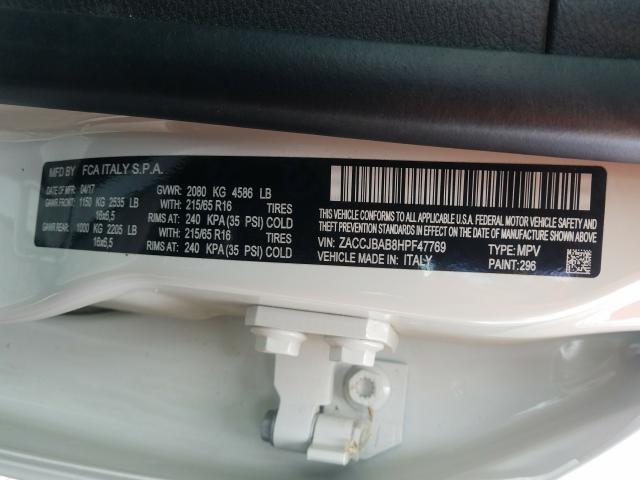 MFD BY FCA ITALY S.P.A.
DATE OF MFD: 04/17 GVWR: 2080 KG 4586 LB
GAWR FRONT: 1150 KG 2535 LB WITH: 215/65 R16 TIRES
16x6,5 RIMS AT: 240 KPA(35 PSI) COLD
GAWR REAR: 1000 KG 2205 LB WITH: 215/65 R16 TIRES
16x6,5 RIMS AT: 240 KPA(35 PSI) COLD
THIS VEHICLE CONFORMS TO ALL APPLICABLE U.S.A. FEDERAL MOTOR VEHICLE SAFETY
AND THEFT PREVENTION STANDARDS IN EFFECT ON THE DATE OF MANUFACTURE SHOWN ABOVE
VIN: ZACCJBAB8HPF47769 TYPE: MPV
VEHICLE MADE IN: ITALY PAINT: 296